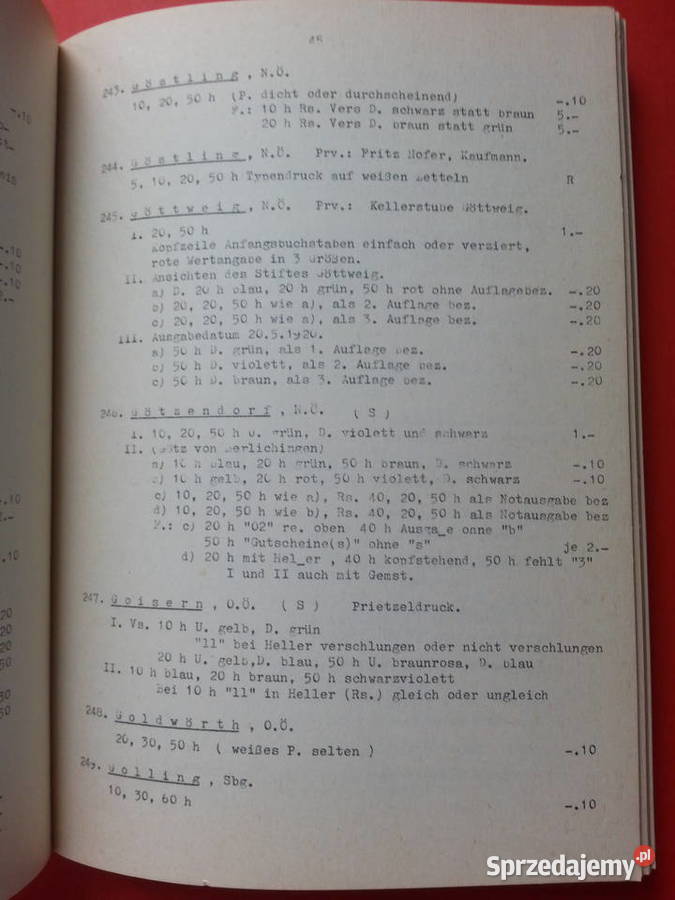 45
243. Göstling, N.Ö.
10, 20, 50 h (P. dicht oder durchscheinend) -.10
F.: 10 h Rs. Vers D. schwarz statt braun 5.-
20 h Rs. Vers D. braun statt grün 5.-
244. Göstling, N.Ö. Prv.: Fritz Hofer, Kaufmann.
5, 10, 20, 50 h Typendruck auf weißen Zetteln R
245. Göttweig, N.Ö. Prv.: Kellerstube Göttweig.
I. 20, 50 h 1.-
Kopfzeile Anfangsbuchstaben einfach oder verziert,
rote Wertangabe in 3 Größen.
II. Ansichten des Stiftes Göttweig.
a) D. 20 h blau, 20 h grün, 50 h rot ohne Auflagebez. -.20
b) 20, 20, 50 h wie a), als 2. Auflage bez. -.20
c) 20, 20, 50 h wie a), als 3. Auflage bez. -.20
III. Ausgabedatum 20.5.1920.
a) 50 h D. grün, als 1. Auflage bez. -.20
c) 50 h D. violett, als 2 Auflage bez. -.20
c) 50 h D. braun, als 3. Auflage bez. -.20
246. Götzendorf, N.Ö. (S)
I. 10, 20, 50 h U. grün, D. violett und schwarz 1.-
II. (Götz von Berlichingen)
a) 10 h blau, 20 h grün, 50 h braun, D. schwarz -.10
b) 10 h gelb, 20 h rot, 50 h violett, D. schwarz -.10
c) 10, 20, 50 h wie a), Rs. 40, 20, 50 h als Notausgabe bez
d) 10, 20, 50 h wie b), Rs. 40, 20, 50 h als Notausgabe bez
F.: c) 20 h "02" re. oben 40 h Ausga_e ohne "b"
50 h "Gutscheine(s)" ohne "s" je 2.-
d) 20 h mit Hel_er , 40 h kopfstehend, 50 h fehlt "3"
I und II auch mit Gemst.
247. Goisern, O.Ö. (S) Prietzeldruck.
I. Vs. 10 h U. gelb, D. grün
"ll" bei Heller verschlungen oder nicht verschlungen
20 h U. gelb,D. blau, 50 h U. braunrosa, D. blau
II. 10 h blau, 20 h braun, 50 h schwarzviolett
Bei 10 h "ll" in Heller (Rs.) gleich oder ungleich
248. Goldwörth, O.Ö.
20, 30, 50 h ( weißes P. selten ) -.10
249. Golling, Sbg.
10, 30, 60 h -.10
Sprzedajemy.pl